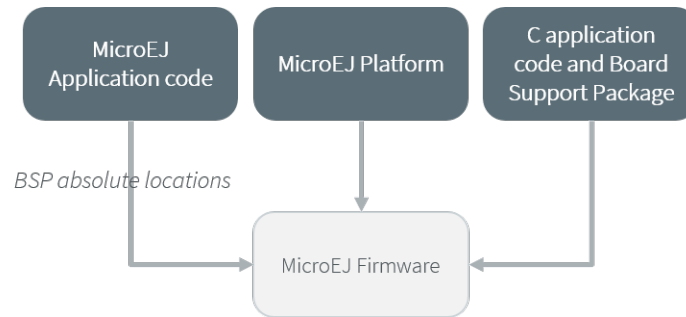 MicroEJ
Application code
MicroEJ Platform
C application
code and Board
Support Package
BSP absolute locations
MicroEJ Firmware